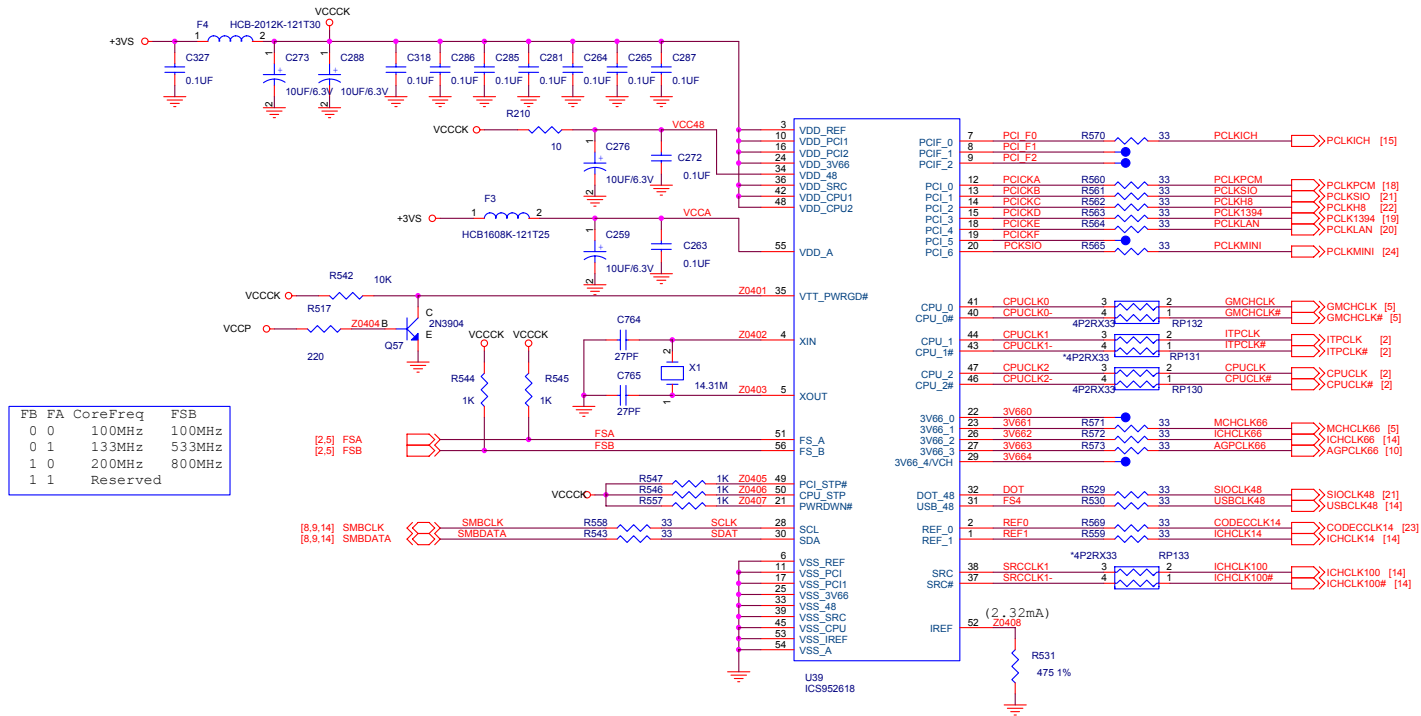 VCCCK
F4 HCB-2012K-121T30
+3VS 1 2
C327 0.1UF
1 C273 10UF/6.3V 2
1 C288 10UF/6.3V 2
C318 0.1UF
C286 0.1UF
C285 0.1UF
C281 0.1UF
C264 0.1UF
C265 0.1UF
C287 0.1UF
R210
VCCCK 10 VCC48
1 C276 10UF/6.3V 2
C272 0.1UF
F3
+3VS 1 2 VCCA
HCB1608K-121T25
1 C259 10UF/6.3V 2
C263 0.1UF
R542 10K
VCCCK Z0401
R517
VCCP Z0404 B C E 2N3904
220 Q57
VCCCK VCCCK
R544 1K
R545 1K
C764 27PF Z0402
2 X1 14.31M 1
C765 27PF Z0403
FB FA CoreFreq FSB
0 0 100MHz 100MHz
0 1 133MHz 533MHz
1 0 200MHz 800MHz
1 1 Reserved
[2,5] FSA FSA
[2,5] FSB FSB
VCCCK
R547 1K Z0405
R546 1K Z0406
R557 1K Z0407
[8,9,14] SMBCLK SMBCLK R558 33 SCLK
[8,9,14] SMBDATA SMBDATA R543 33 SDAT
3 VDD_REF
10 VDD_PCI1
16 VDD_PCI2
24 VDD_3V66
34 VDD_48
36 VDD_SRC
42 VDD_CPU1
48 VDD_CPU2
55 VDD_A
35 VTT_PWRGD#
4 XIN
5 XOUT
51 FS_A
56 FS_B
49 PCI_STP#
50 CPU_STP
21 PWRDWN#
28 SCL
30 SDA
6 VSS_REF
11 VSS_PCI
17 VSS_PCI1
25 VSS_3V66
33 VSS_48
39 VSS_SRC
45 VSS_CPU
53 VSS_IREF
54 VSS_A
U39
ICS952618
PCIF_0 7 PCI_F0 R570 33 PCLKICH PCLKICH [15]
PCIF_1 8 PCI_F1
PCIF_2 9 PCI_F2
PCI_0 12 PCICKA R560 33 PCLKPCM PCLKPCM [18]
PCI_1 13 PCICKB R561 33 PCLKSIO PCLKSIO [21]
PCI_2 14 PCICKC R562 33 PCLKH8 PCLKH8 [22]
PCI_3 15 PCICKD R563 33 PCLK1394 PCLK1394 [19]
PCI_4 18 PCICKE R564 33 PCLKLAN PCLKLAN [20]
PCI_5 19 PCICKF
PCI_6 20 PCKSIO R565 33 PCLKMINI PCLKMINI [24]
CPU_0 41 CPUCLK0 3 2 GMCHCLK GMCHCLK [5]
CPU_0# 40 CPUCLK0- 4 1 GMCHCLK# GMCHCLK# [5]
4P2RX33 RP132
CPU_1 44 CPUCLK1 3 2 ITPCLK ITPCLK [2]
CPU_1# 43 CPUCLK1- 4 1 ITPCLK# ITPCLK# [2]
*4P2RX33 RP131
CPU_2 47 CPUCLK2 3 2 CPUCLK CPUCLK [2]
CPU_2# 46 CPUCLK2- 4 1 CPUCLK# CPUCLK# [2]
4P2RX33 RP130
3V66_0 22 3V660
3V66_1 23 3V661 R571 33 MCHCLK66 MCHCLK66 [5]
3V66_2 26 3V662 R572 33 ICHCLK66 ICHCLK66 [14]
3V66_3 27 3V663 R573 33 AGPCLK66 AGPCLK66 [10]
3V66_4/VCH 29 3V664
DOT_48 32 DOT R529 33 SIOCLK48 SIOCLK48 [21]
USB_48 31 FS4 R530 33 USBCLK48 USBCLK48 [14]
REF_0 2 REF0 R569 33 CODECCLK14 CODECCLK14 [23]
REF_1 1 REF1 R559 33 ICHCLK14 ICHCLK14 [14]
*4P2RX33 RP133
SRC 38 SRCCLK1 3 2 ICHCLK100 ICHCLK100 [14]
SRC# 37 SRCCLK1- 4 1 ICHCLK100# ICHCLK100# [14]
(2.32mA)
IREF 52 Z0408
R531
475 1%